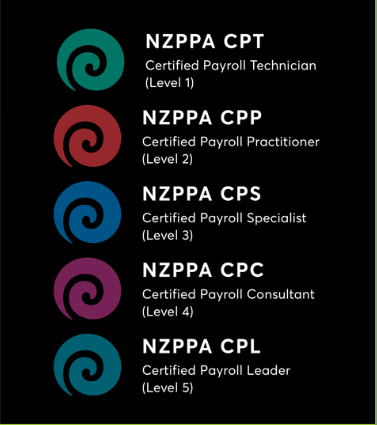 NZPPA CPT
Certified Payroll Technician
(Level 1)
NZPPA CPP
Certified Payroll Practitioner
(Level 2)
NZPPA CPS
Certified Payroll Specialist
(Level 3)
NZPPA CPC
Certified Payroll Consultant
(Level 4)
NZPPA CPL
Certified Payroll Leader
(Level 5)